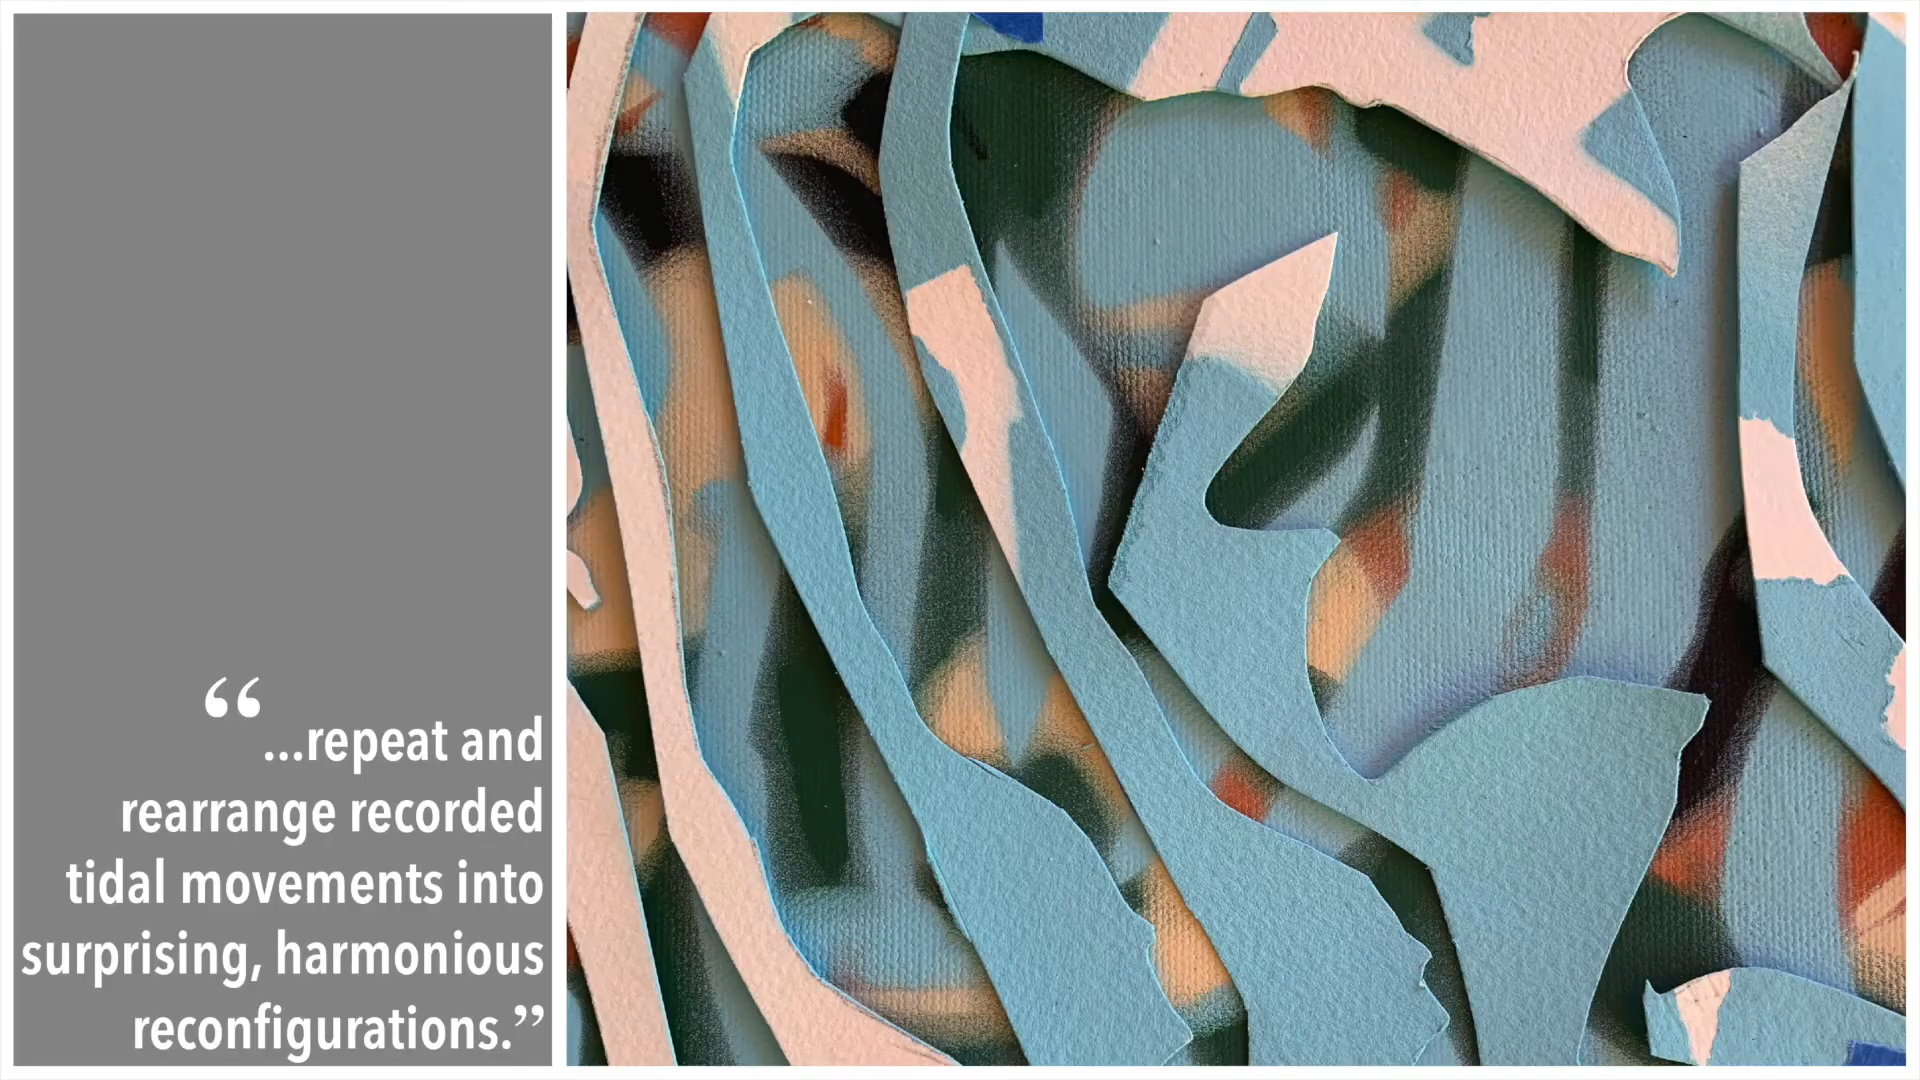 “...repeat and
rearrange recorded
tidal movements into
surprising, harmonious
reconfigurations.”